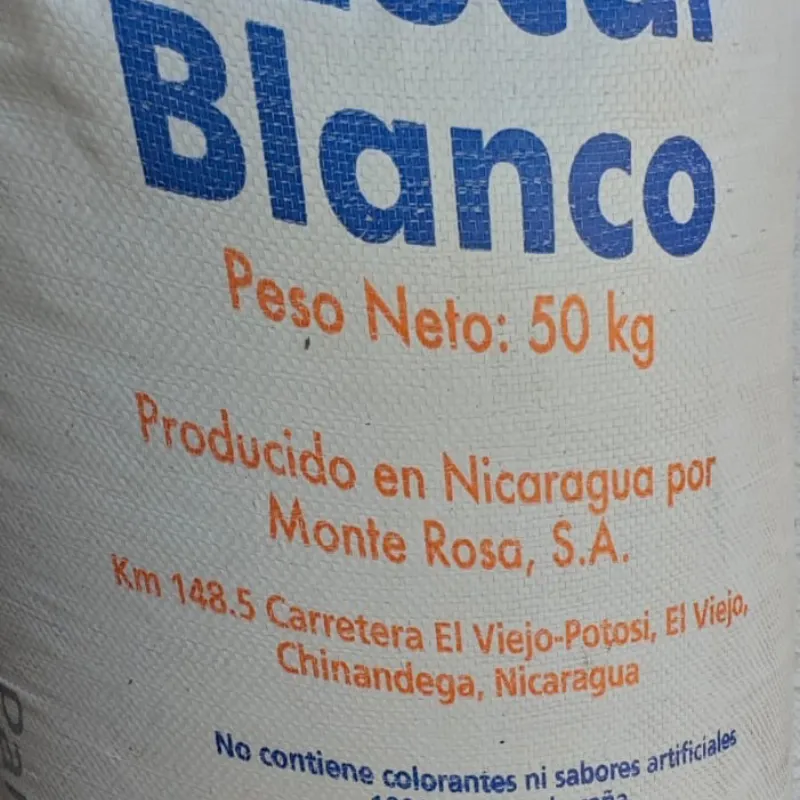 Blanco
Peso Neto: 50 kg
Producido en Nicaragua por
Monte Rosa, S.A.
Km 148.5 Carretera El Viejo-Potosi, El Viejo,
Chinandega, Nicaragua
No contiene colorantes ni sabores artificiales